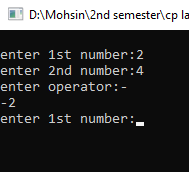 D:\Mohsin\2nd semester\cp la
enter 1st number:2
enter 2nd number:4
enter operator:-
-2
enter 1st number: